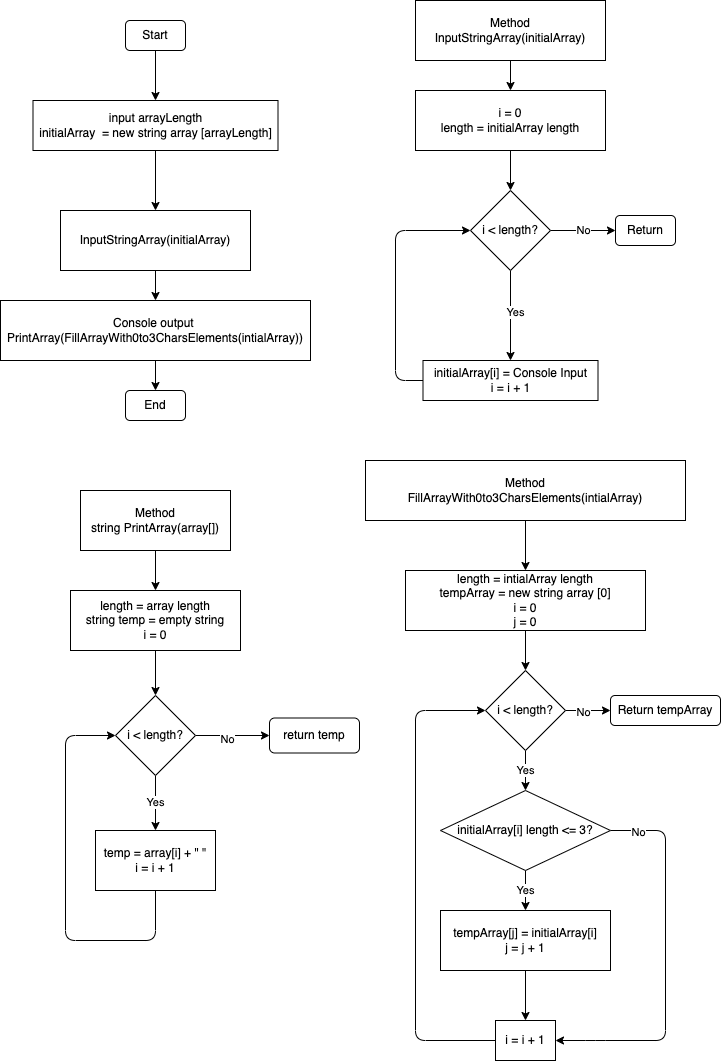 Start
input arrayLength
initialArray = new string array [arrayLength]
InputStringArray(initialArray)
Console output
PrintArray(FillArrayWith0to3CharsElements(intialArray))
End
Method
InputStringArray(initialArray)
i = 0
length = initialArray length
i < length?
No
Return
Yes
initialArray[i] = Console Input
i = i + 1
Method
string PrintArray(array[])
length = array length
string temp = empty string
i = 0
i < length?
No
return temp
Yes
temp = array[i] + " "
i = i + 1
Method
FillArrayWith0to3CharsElements(intialArray)
length = intialArray length
tempArray = new string array [0]
i = 0
j = 0
i < length?
No
Return tempArray
Yes
initialArray[i] length <= 3?
No
Yes
tempArray[j] = initialArray[i]
j = j + 1
i = i + 1